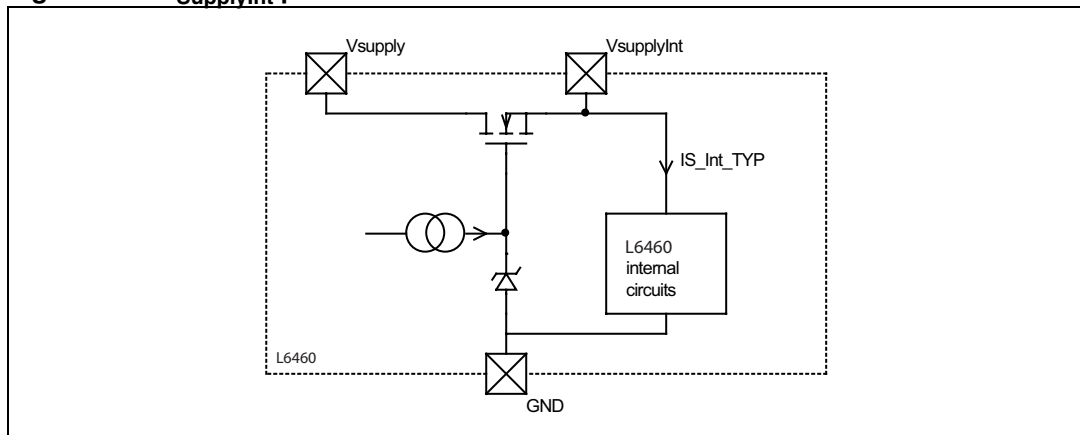 SupplyInt
Vsupply
VsupplyInt
IS_Int_TYP
L6460
internal
circuits
L6460
GND